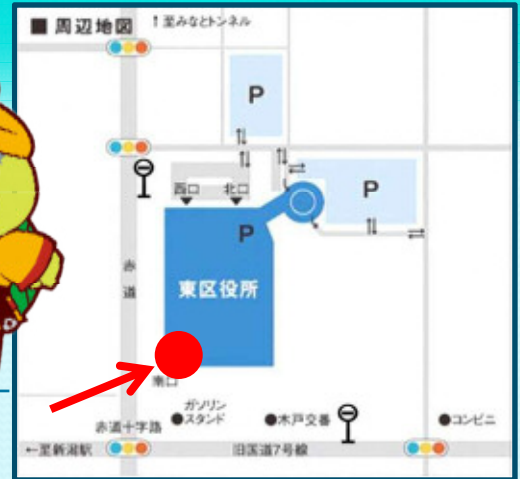 ■ 周辺地図
↑至みなとトンネル
P
P
西口
北口
P
赤道
東区役所
南口
赤道十字路
ガソリン
●スタンド
●木戸交番
●コンビニ
←至新潟駅
旧国道7号線